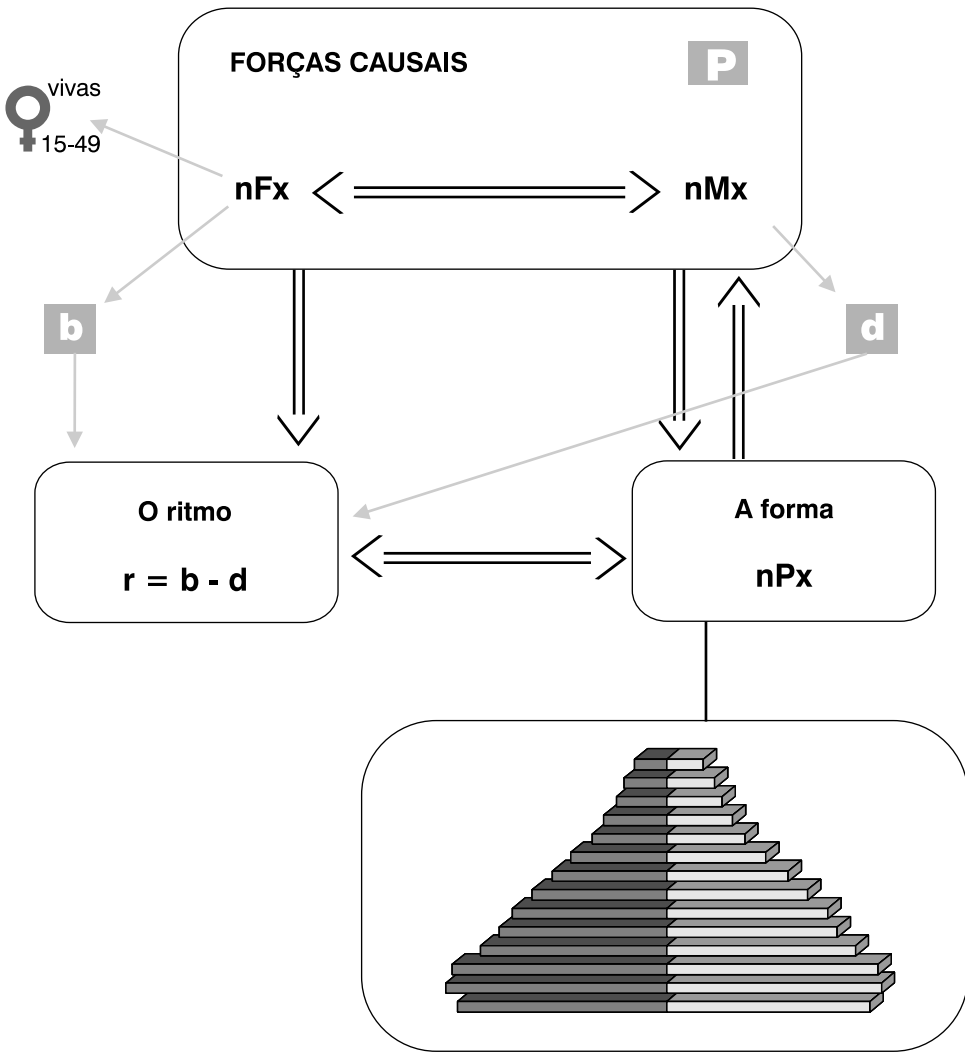 FORÇAS CAUSAIS
P
vivas
15-49
nFx
nMx
b
d
O ritmo
r = b - d
A forma
nPx